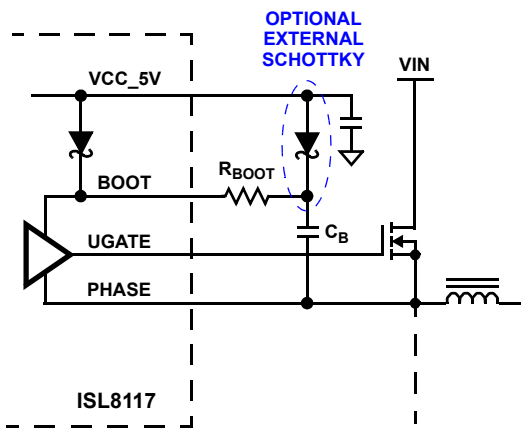 OPTIONAL
EXTERNAL
SCHOTTKY
VIN
VCC_5V
BOOT
RBOOT
UGATE
CB
PHASE
ISL8117